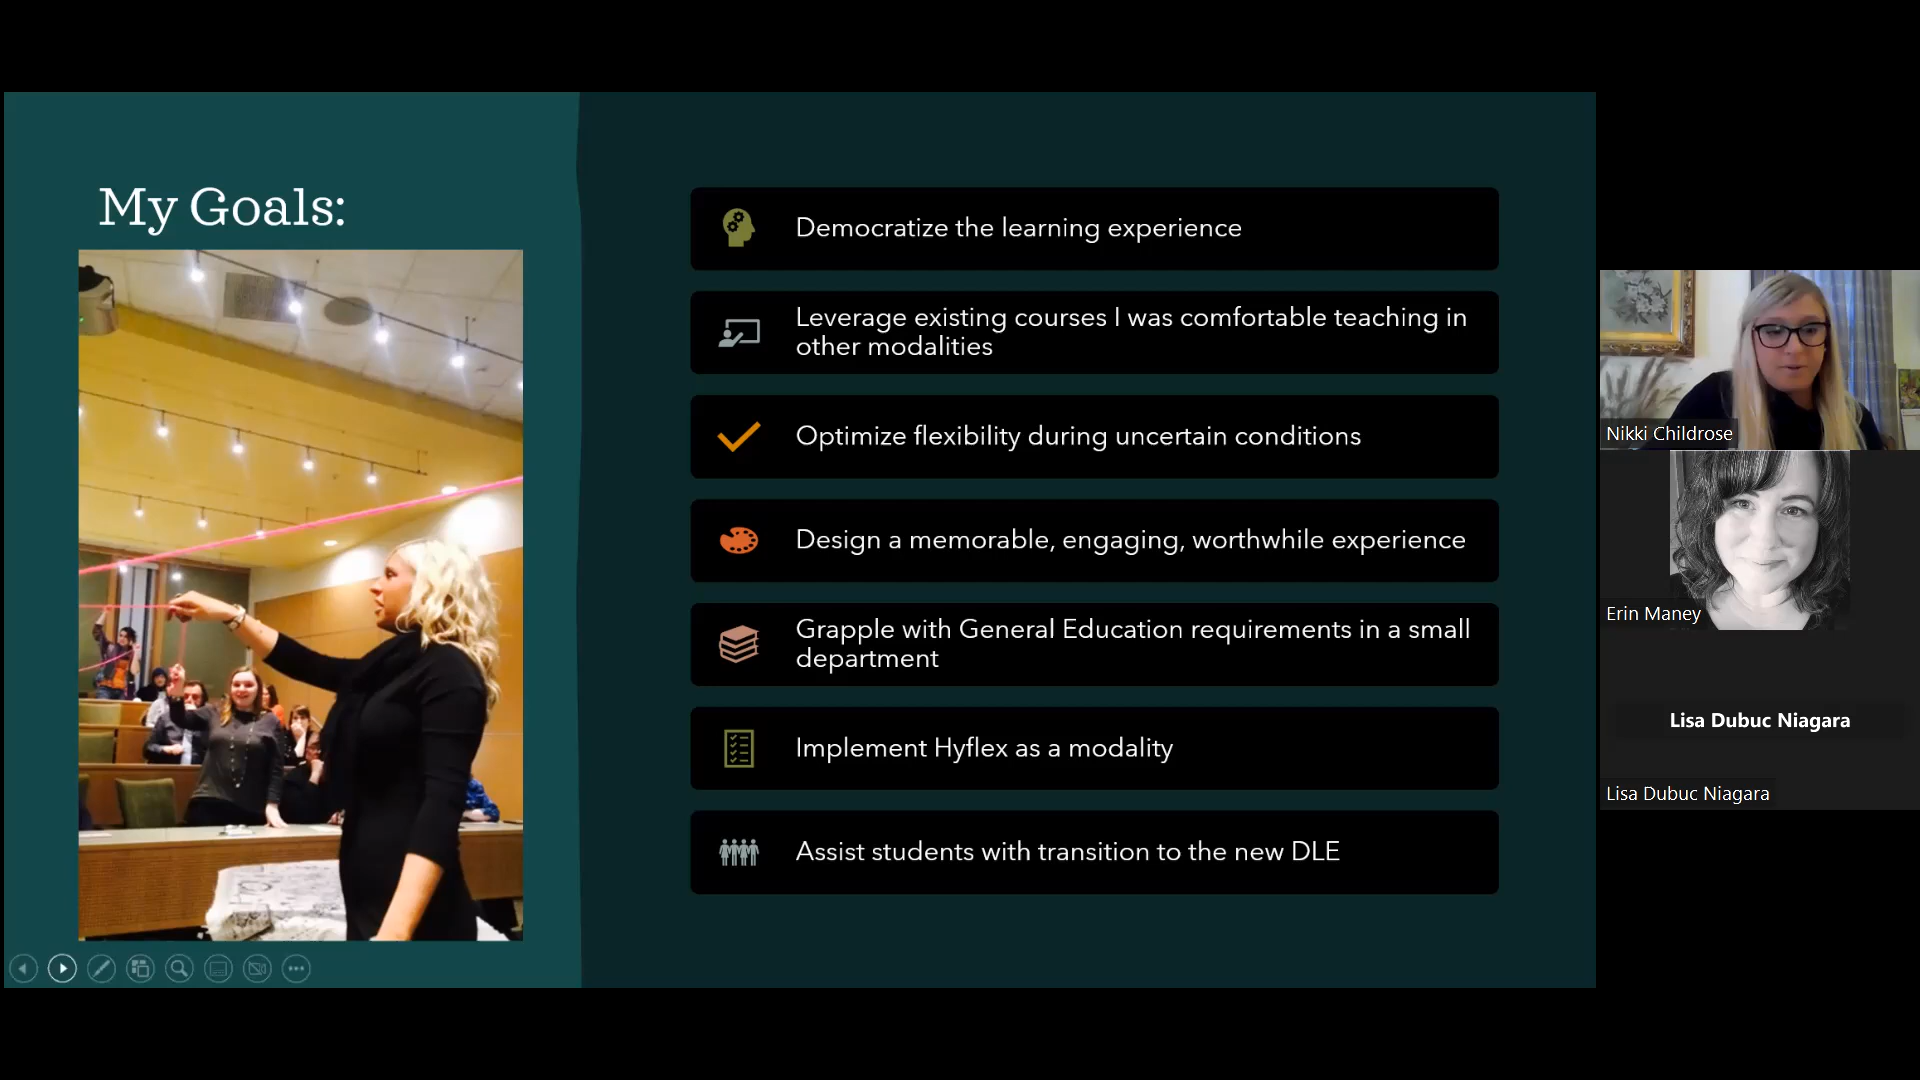 My Goals:
Democratize the learning experience
Leverage existing courses I was comfortable teaching in
other modalities
Optimize flexibility during uncertain conditions
Design a memorable, engaging, worthwhile experience
Grapple with General Education requirements in a small
department
Implement Hyflex as a modality
Assist students with transition to the new DLE
Nikki Childrose
Erin Maney
Lisa Dubuc Niagara
Lisa Dubuc Niagara